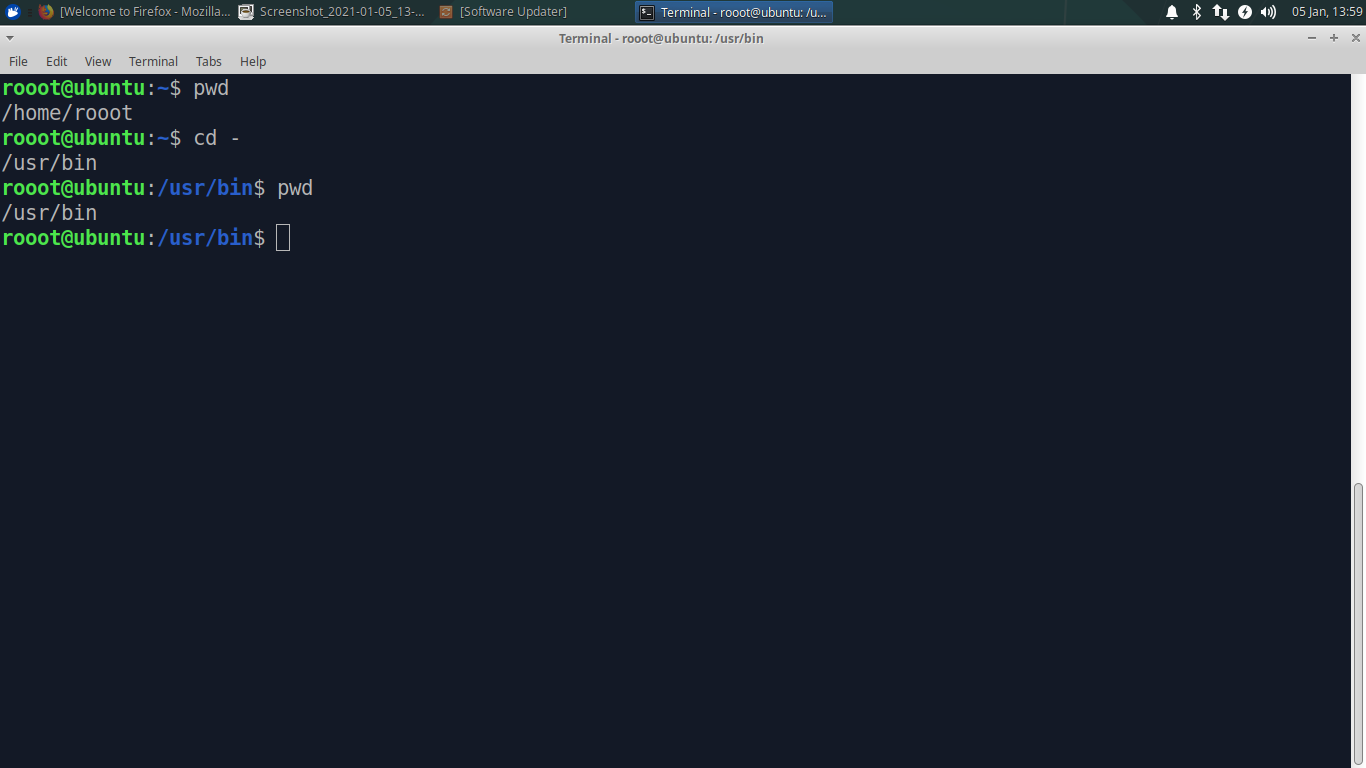 [Welcome to Firefox - Mozilla... Screenshot_2021-01-05_13-... [Software Updater] Terminal - rooot@ubuntu: /u... 05 Jan, 13:59
Terminal - rooot@ubuntu: /usr/bin
File Edit View Terminal Tabs Help
rooot@ubuntu:~$ pwd
/home/rooot
rooot@ubuntu:~$ cd -
/usr/bin
rooot@ubuntu:/usr/bin$ pwd
/usr/bin
rooot@ubuntu:/usr/bin$